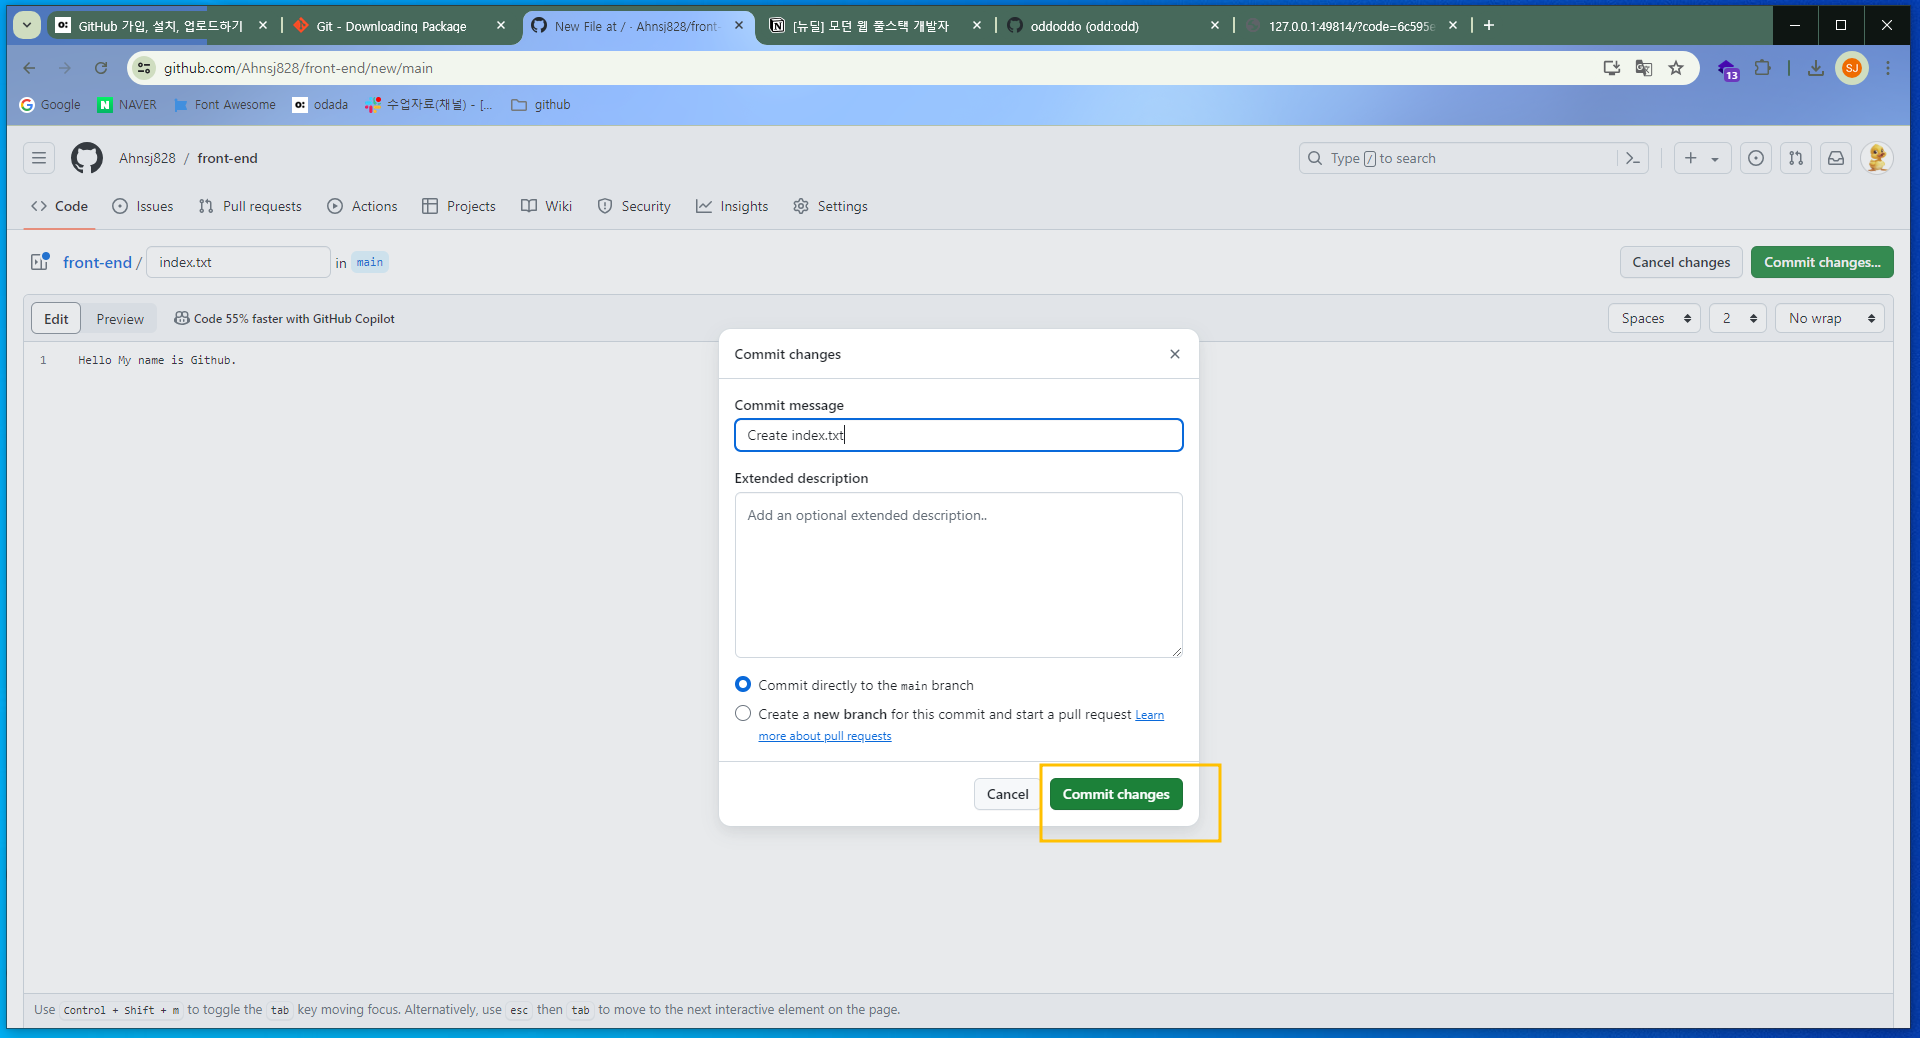 GitHub 가입, 설치, 업로드하기
Git - Downloading Package
New File at / · Ahnsj828/front-
[뉴딜] 모던 웹 풀스택 개발자
oddoddo (odd:odd)
127.0.0.1:49814/?code=6c595e
github.com/Ahnsj828/front-end/new/main
13
SJ
Google
NAVER
Font Awesome
odada
수업자료(채널) - [...
github
Ahnsj828 / front-end
Type / to search
Code
Issues
Pull requests
Actions
Projects
Wiki
Security
Insights
Settings
front-end / index.txt in main
Cancel changes
Commit changes...
Edit
Preview
Code 55% faster with GitHub Copilot
Spaces
2
No wrap
1 Hello My name is Github.
Commit changes
Commit message
Create index.txt
Extended description
Add an optional extended description..
Commit directly to the main branch
Create a new branch for this commit and start a pull request Learn
more about pull requests
Cancel
Commit changes
Use Control + Shift + m to toggle the tab key moving focus. Alternatively, use esc then tab to move to the next interactive element on the page.